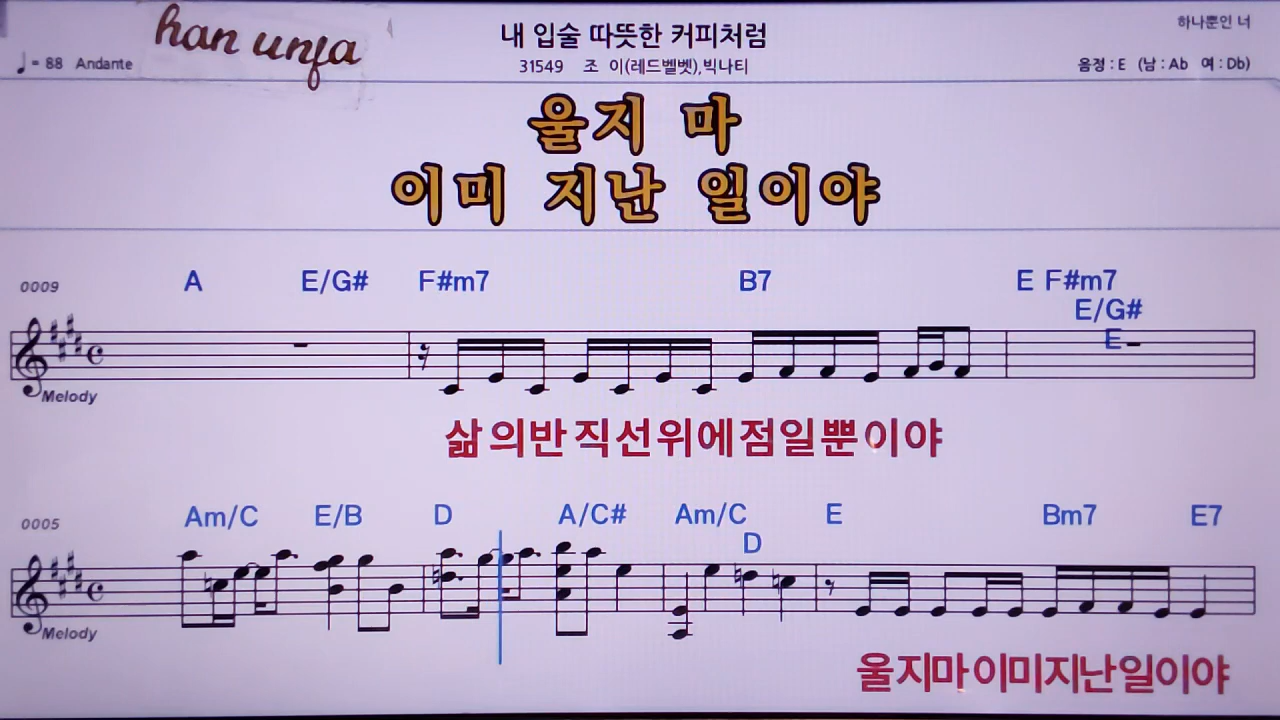 han unja
내 입술 따뜻한 커피처럼
하나뿐인 너
♩= 88 Andante
31549 조 이(레드벨벳),빅나티
음정 : E (남 : Ab 여 : Db)
울지 마
이미 지난 일이야
0009 A E/G# F#m7 B7 E F#m7
E/G#
E
Melody
삶의반직선위에점일뿐이야
0005 Am/C E/B D A/C# Am/C E Bm7 E7
D
Melody
울지마이미지난일이야